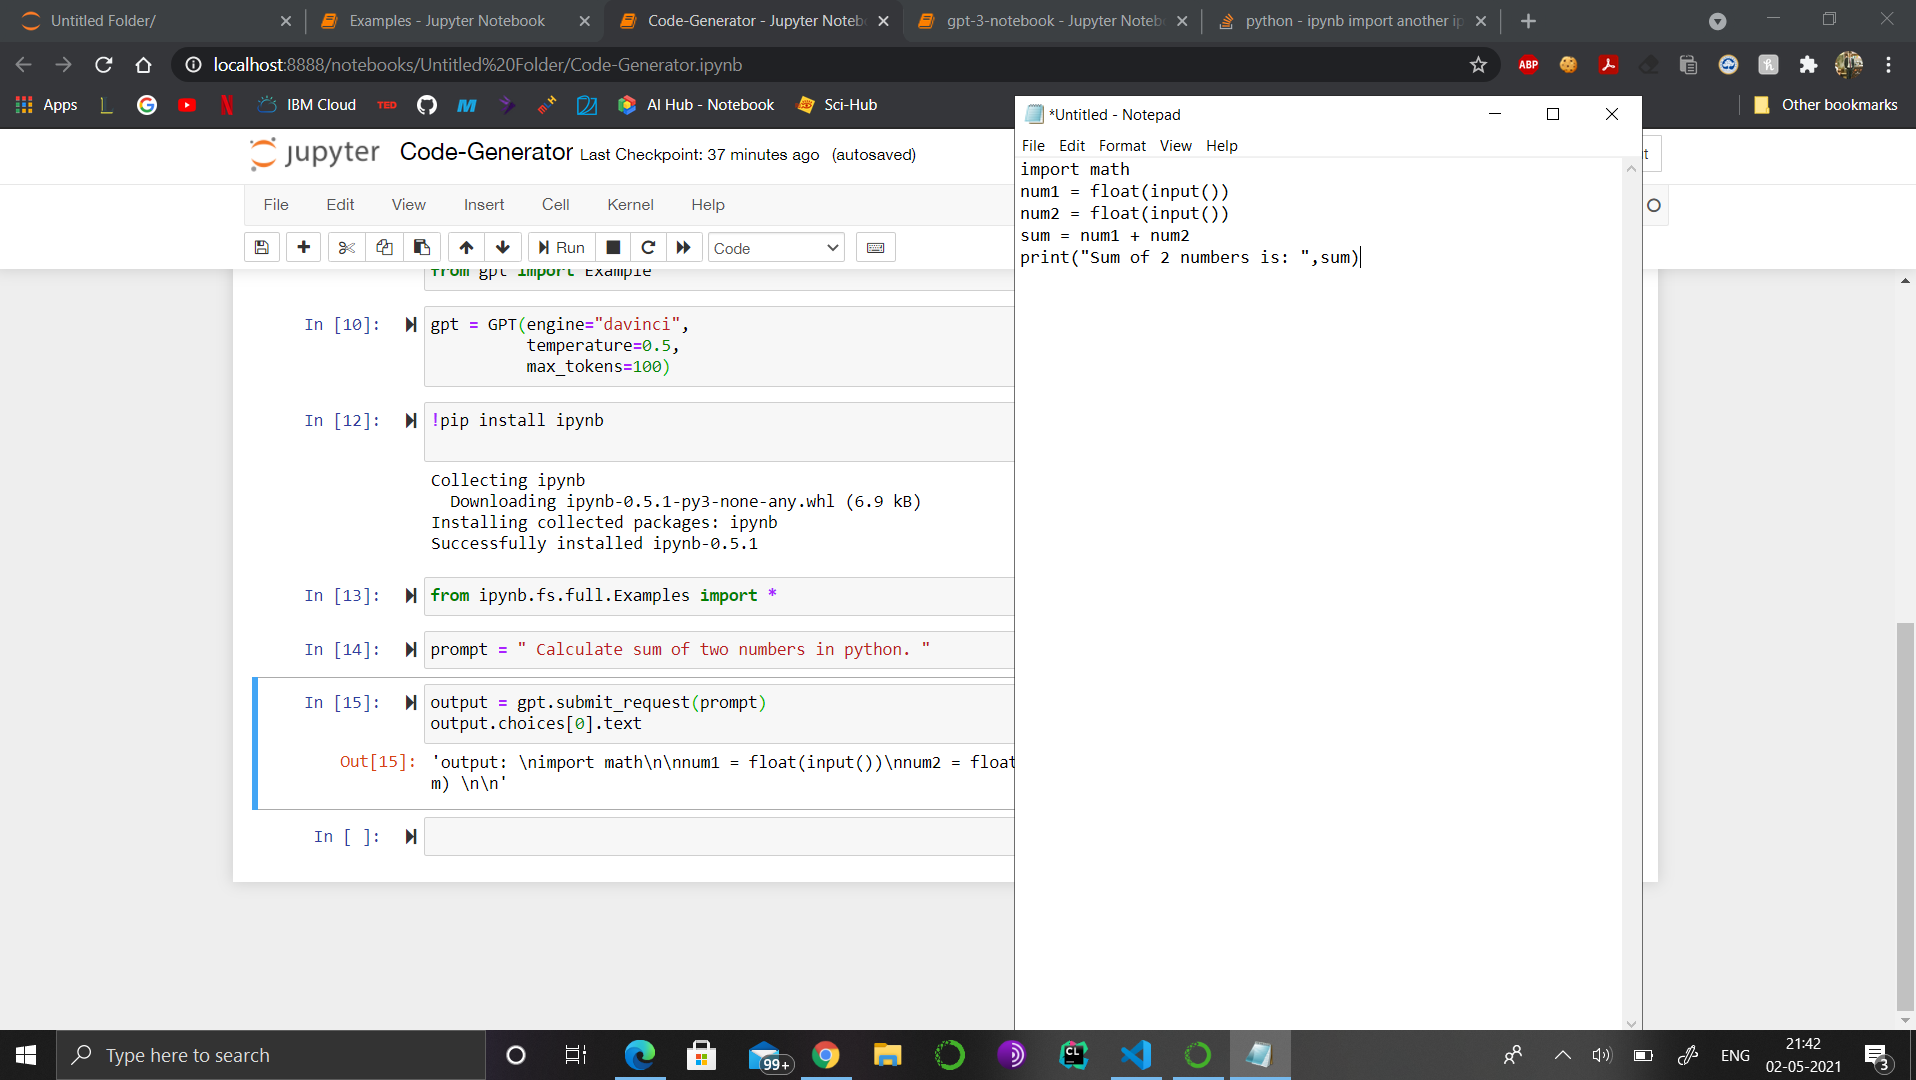 Untitled Folder/
Examples - Jupyter Notebook
Code-Generator - Jupyter Noteb
gpt-3-notebook - Jupyter Noteb
python - ipynb import another ip
localhost:8888/notebooks/Untitled%20Folder/Code-Generator.ipynb
ABP
Apps
IBM Cloud
TED
AI Hub - Notebook
Sci-Hub
Other bookmarks
jupyter
Code-Generator Last Checkpoint: 37 minutes ago (autosaved)
File Edit View Insert Cell Kernel Help
Run
Code
from gpt import Example
In [10]: gpt = GPT(engine="davinci",
temperature=0.5,
max_tokens=100)
In [12]: !pip install ipynb
Collecting ipynb
Downloading ipynb-0.5.1-py3-none-any.whl (6.9 kB)
Installing collected packages: ipynb
Successfully installed ipynb-0.5.1
In [13]: from ipynb.fs.full.Examples import *
In [14]: prompt = " Calculate sum of two numbers in python. "
In [15]: output = gpt.submit_request(prompt)
output.choices[0].text
Out[15]: 'output: \nimport math\n\nnum1 = float(input())\nnum2 = float
m) \n\n'
In [ ]:
*Untitled - Notepad
File Edit Format View Help
import math
num1 = float(input())
num2 = float(input())
sum = num1 + num2
print("Sum of 2 numbers is: ",sum)
Type here to search
99+
CL
ENG
21:42
02-05-2021
3